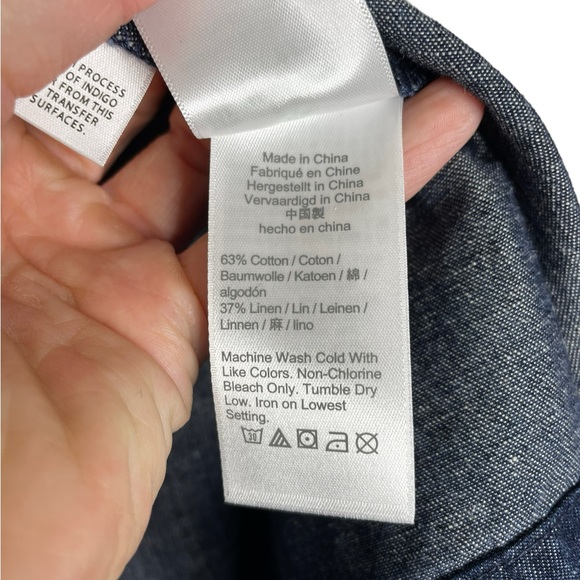 PROCESS
OF INDIGO
FROM THIS
TRANSFER
SURFACES.
Made in China
Fabriqué en Chine
Hergestellt in China
Vervaardigd in China
中国製
hecho en china
63% Cotton / Coton /
Baumwolle / Katoen / 綿 /
algodón
37% Linen / Lin / Leinen /
Linnen / 麻 / lino
Machine Wash Cold With
Like Colors. Non-Chlorine
Bleach Only. Tumble Dry
Low. Iron on Lowest
Setting.
30